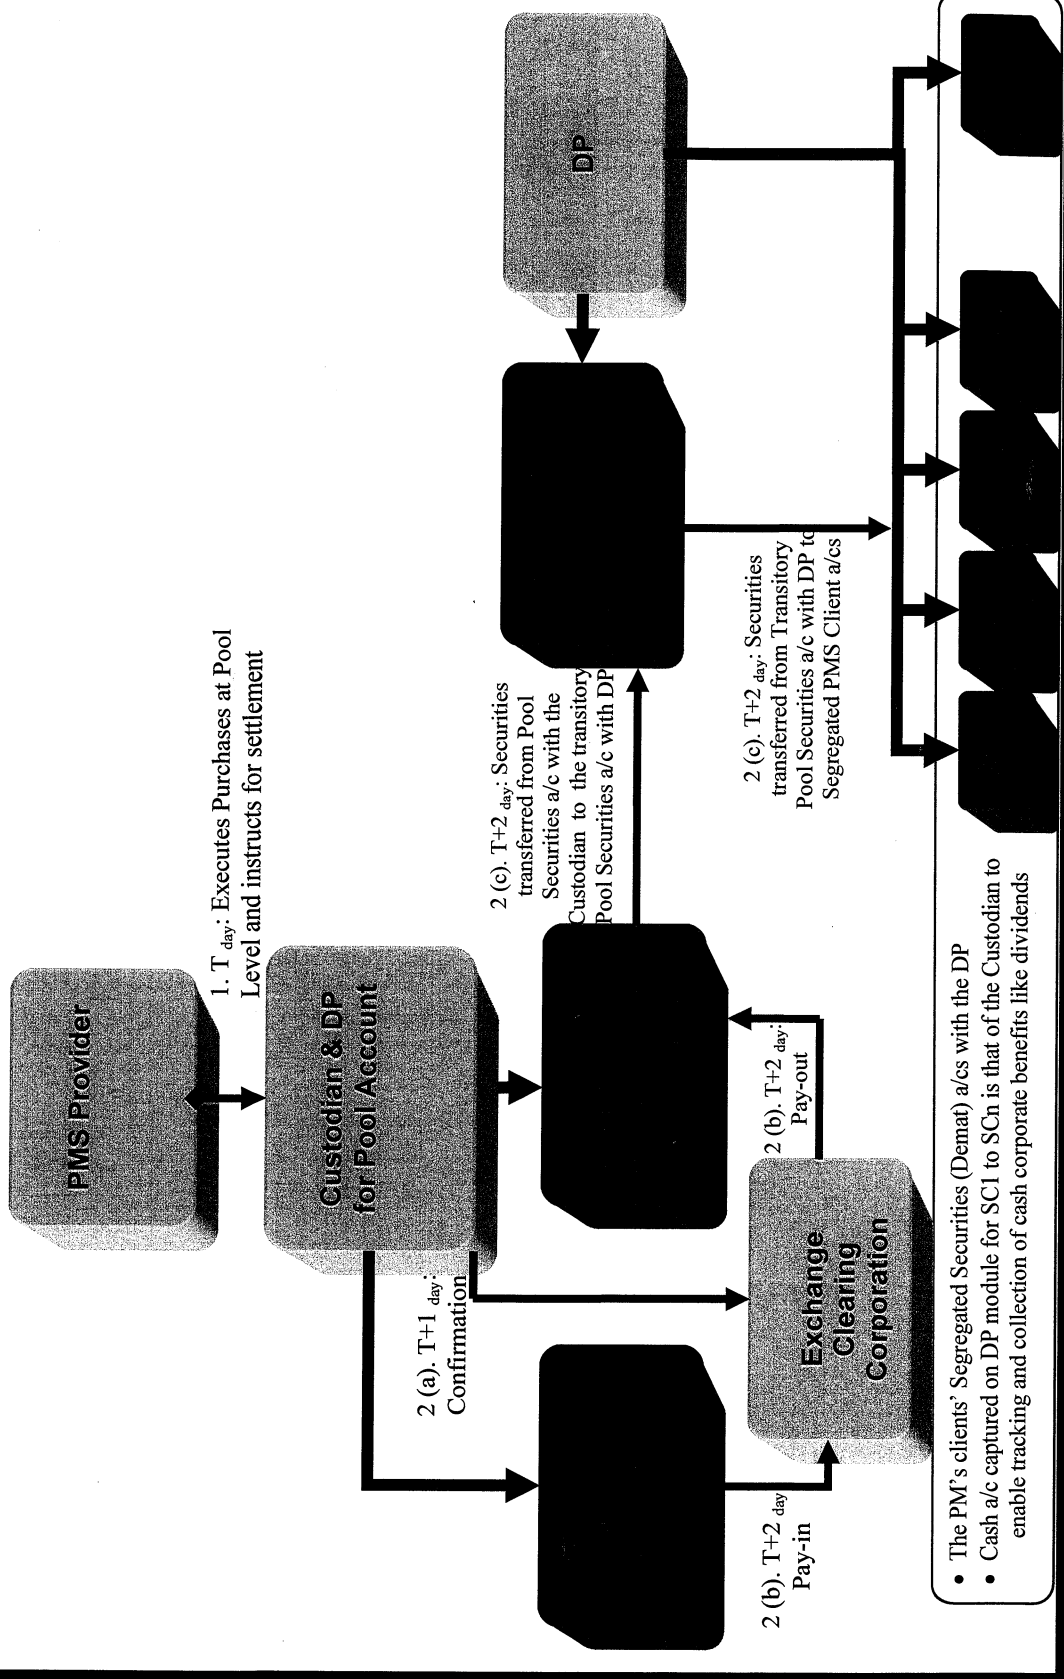 PMS Provider
1. T day: Executes Purchases at Pool
Level and instructs for settlement
Custodian & DP
for Pool Account
2 (a). T+1 day:
Confirmation
2 (c). T+2 day: Securities
transferred from Pool
Securities a/c with the
Custodian to the transitory
Pool Securities a/c with DP
DP
2 (b). T+2 day
Pay-in
Exchange
Clearing
Corporation
2 (b). T+2 day:
Pay-out
2 (c). T+2 day: Securities
transferred from Transitory
Pool Securities a/c with DP to
Segregated PMS Client a/cs
• The PM's clients' Segregated Securities (Demat) a/cs with the DP
• Cash a/c captured on DP module for SC1 to SCn is that of the Custodian to
enable tracking and collection of cash corporate benefits like dividends